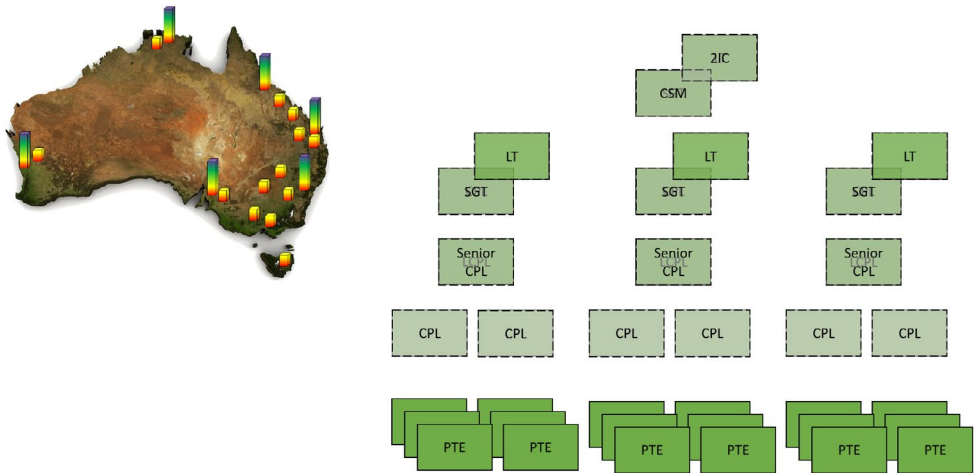 2IC
CSM
LT
LT
LT
SGT
SGT
SGT
Senior
CPL
Senior
CPL
Senior
CPL
CPL
CPL
CPL
CPL
CPL
CPL
PTE
PTE
PTE
PTE
PTE
PTE